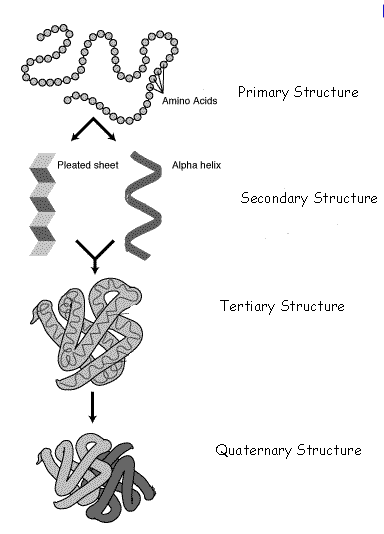 Amino Acids
Primary Structure
Pleated sheet
Alpha helix
Secondary Structure
Tertiary Structure
Quaternary Structure